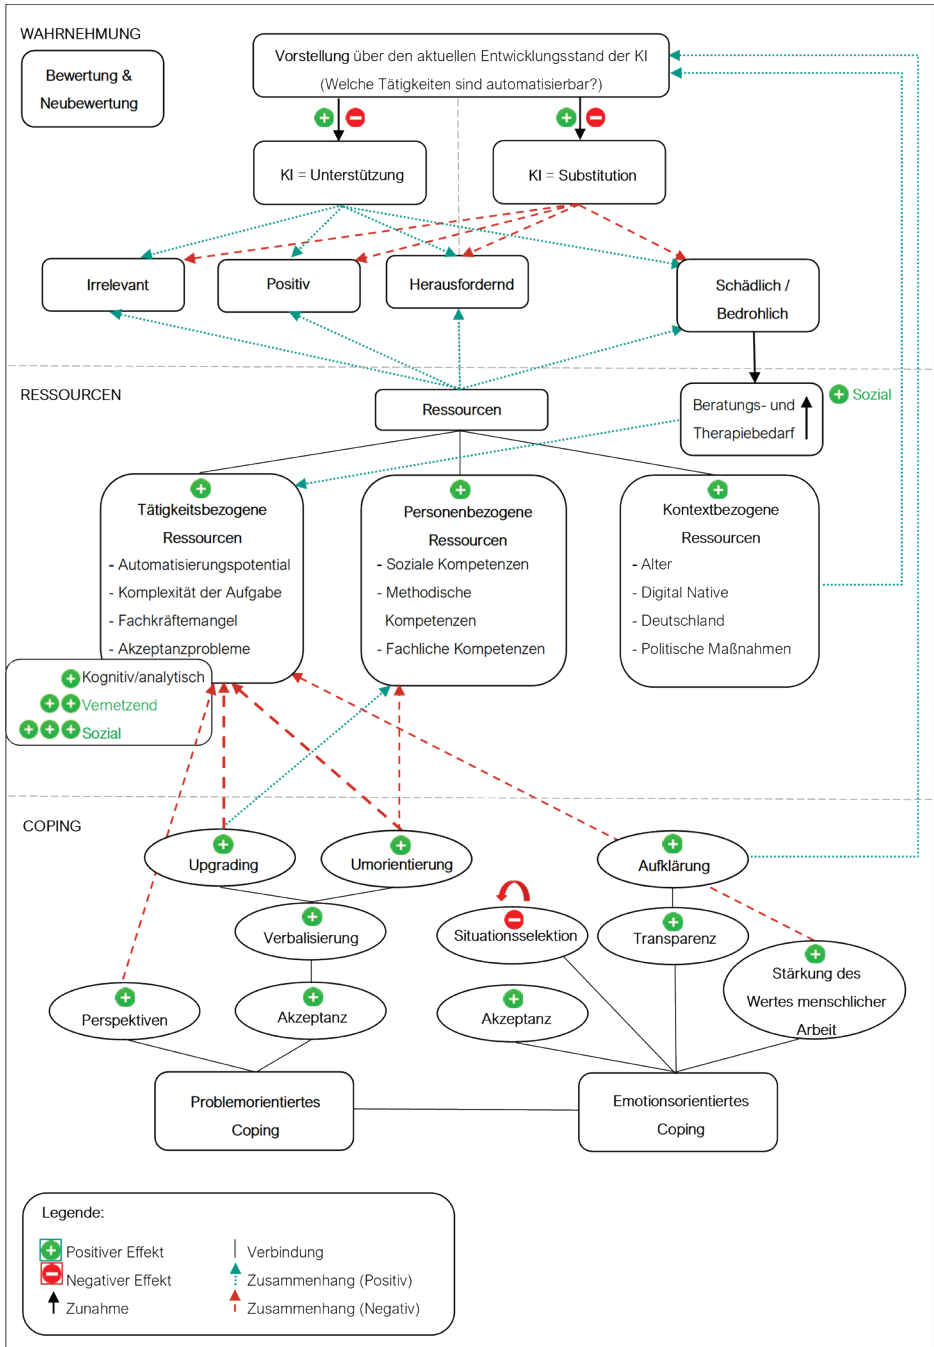 WAHRNEHMUNG
Bewertung &
Neubewertung
Vorstellung über den aktuellen Entwicklungsstand der KI
(Welche Tätigkeiten sind automatisierbar?)
KI = Unterstützung
KI = Substitution
Irrelevant
Positiv
Herausfordernd
Schädlich /
Bedrohlich
RESSOURCEN
Ressourcen
Beratungs- und
Therapiebedarf
Sozial
Tätigkeitsbezogene
Ressourcen
- Automatisierungspotential
- Komplexität der Aufgabe
- Fachkräftemangel
- Akzeptanzprobleme
Personenbezogene
Ressourcen
- Soziale Kompetenzen
- Methodische
Kompetenzen
- Fachliche Kompetenzen
Kontextbezogene
Ressourcen
- Alter
- Digital Native
- Deutschland
- Politische Maßnahmen
Kognitiv/analytisch
Vernetzend
Sozial
COPING
Upgrading
Umorientierung
Aufklärung
Verbalisierung
Situationsselektion
Transparenz
Perspektiven
Akzeptanz
Akzeptanz
Stärkung des
Wertes menschlicher
Arbeit
Problemorientiertes
Coping
Emotionsorientiertes
Coping
Legende:
Positiver Effekt
Negativer Effekt
Zunahme
Verbindung
Zusammenhang (Positiv)
Zusammenhang (Negativ)